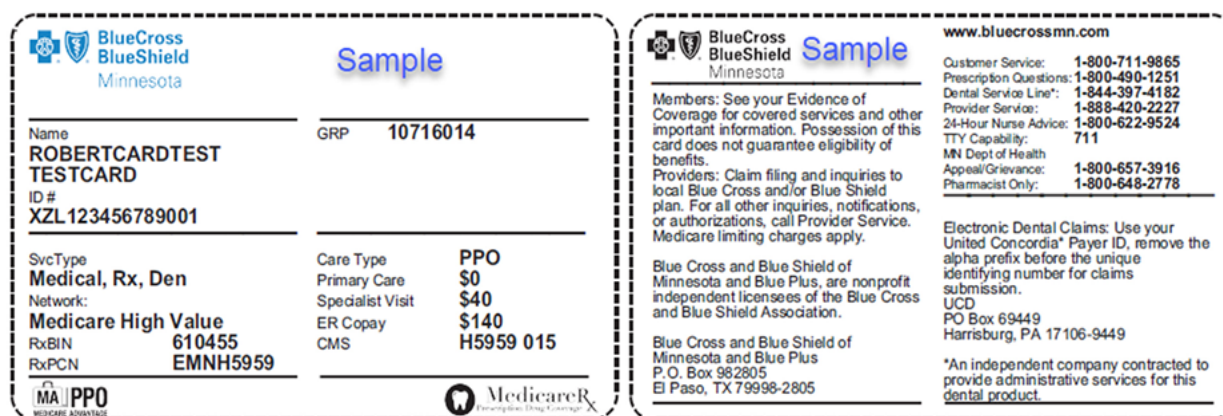 BlueCross
BlueShield
Minnesota
Sample
Name
ROBERTCARDTEST
TESTCARD
ID #
XZL123456789001
GRP 10716014
SvcType
Medical, Rx, Den
Network:
Medicare High Value
RxBIN 610455
RxPCN EMNH5959
Care Type PPO
Primary Care $0
Specialist Visit $40
ER Copay $140
CMS H5959 015
MA PPO
MEDICARE ADVANTAGE
MedicareRx
Prescription Drug Coverage
BlueCross
BlueShield
Minnesota
Sample
Members: See your Evidence of
Coverage for covered services and other
important information. Possession of this
card does not guarantee eligibility of
benefits.
Providers: Claim filing and inquiries to
local Blue Cross and/or Blue Shield
plan. For all other inquiries, notifications,
or authorizations, call Provider Service.
Medicare limiting charges apply.
Blue Cross and Blue Shield of
Minnesota and Blue Plus, are nonprofit
independent licensees of the Blue Cross
and Blue Shield Association.
Blue Cross and Blue Shield of
Minnesota and Blue Plus
P.O. Box 982805
El Paso, TX 79998-2805
www.bluecrossmn.com
Customer Service: 1-800-711-9865
Prescription Questions: 1-800-490-1251
Dental Service Line*: 1-844-397-4182
Provider Service: 1-888-420-2227
24-Hour Nurse Advice: 1-800-622-9524
TTY Capability: 711
MN Dept of Health
Appeal/Grievance: 1-800-657-3916
Pharmacist Only: 1-800-648-2778
Electronic Dental Claims: Use your
United Concordia* Payer ID, remove the
alpha prefix before the unique
identifying number for claims
submission.
UCD
PO Box 69449
Harrisburg, PA 17106-9449
*An independent company contracted to
provide administrative services for this
dental product.